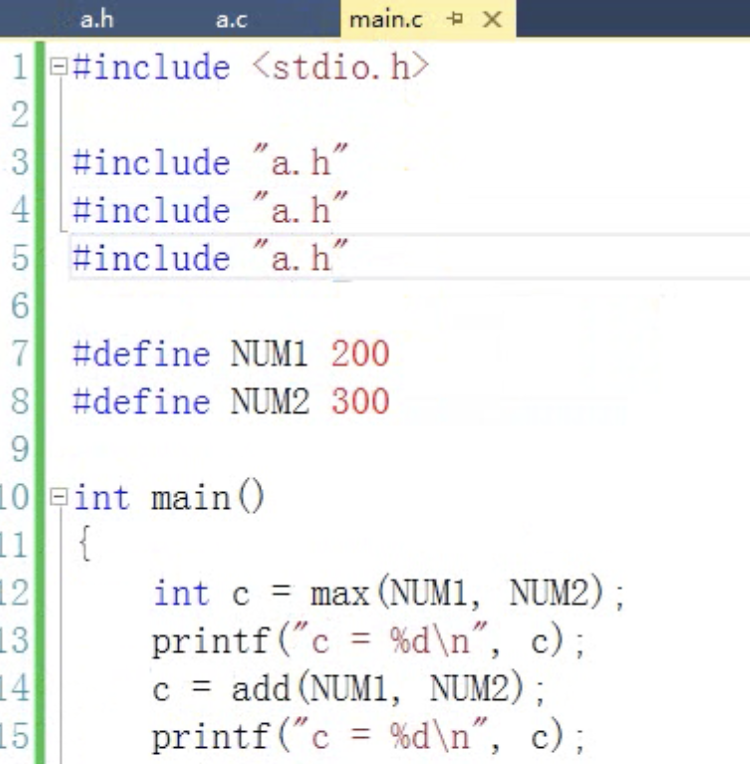 a.h a.c main.c
1 #include <stdio.h>
2
3 #include "a.h"
4 #include "a.h"
5 #include "a.h"
6
7 #define NUM1 200
8 #define NUM2 300
9
10 int main()
11 {
12 int c = max(NUM1, NUM2);
13 printf("c = %d\n", c);
14 c = add(NUM1, NUM2);
15 printf("c = %d\n", c);